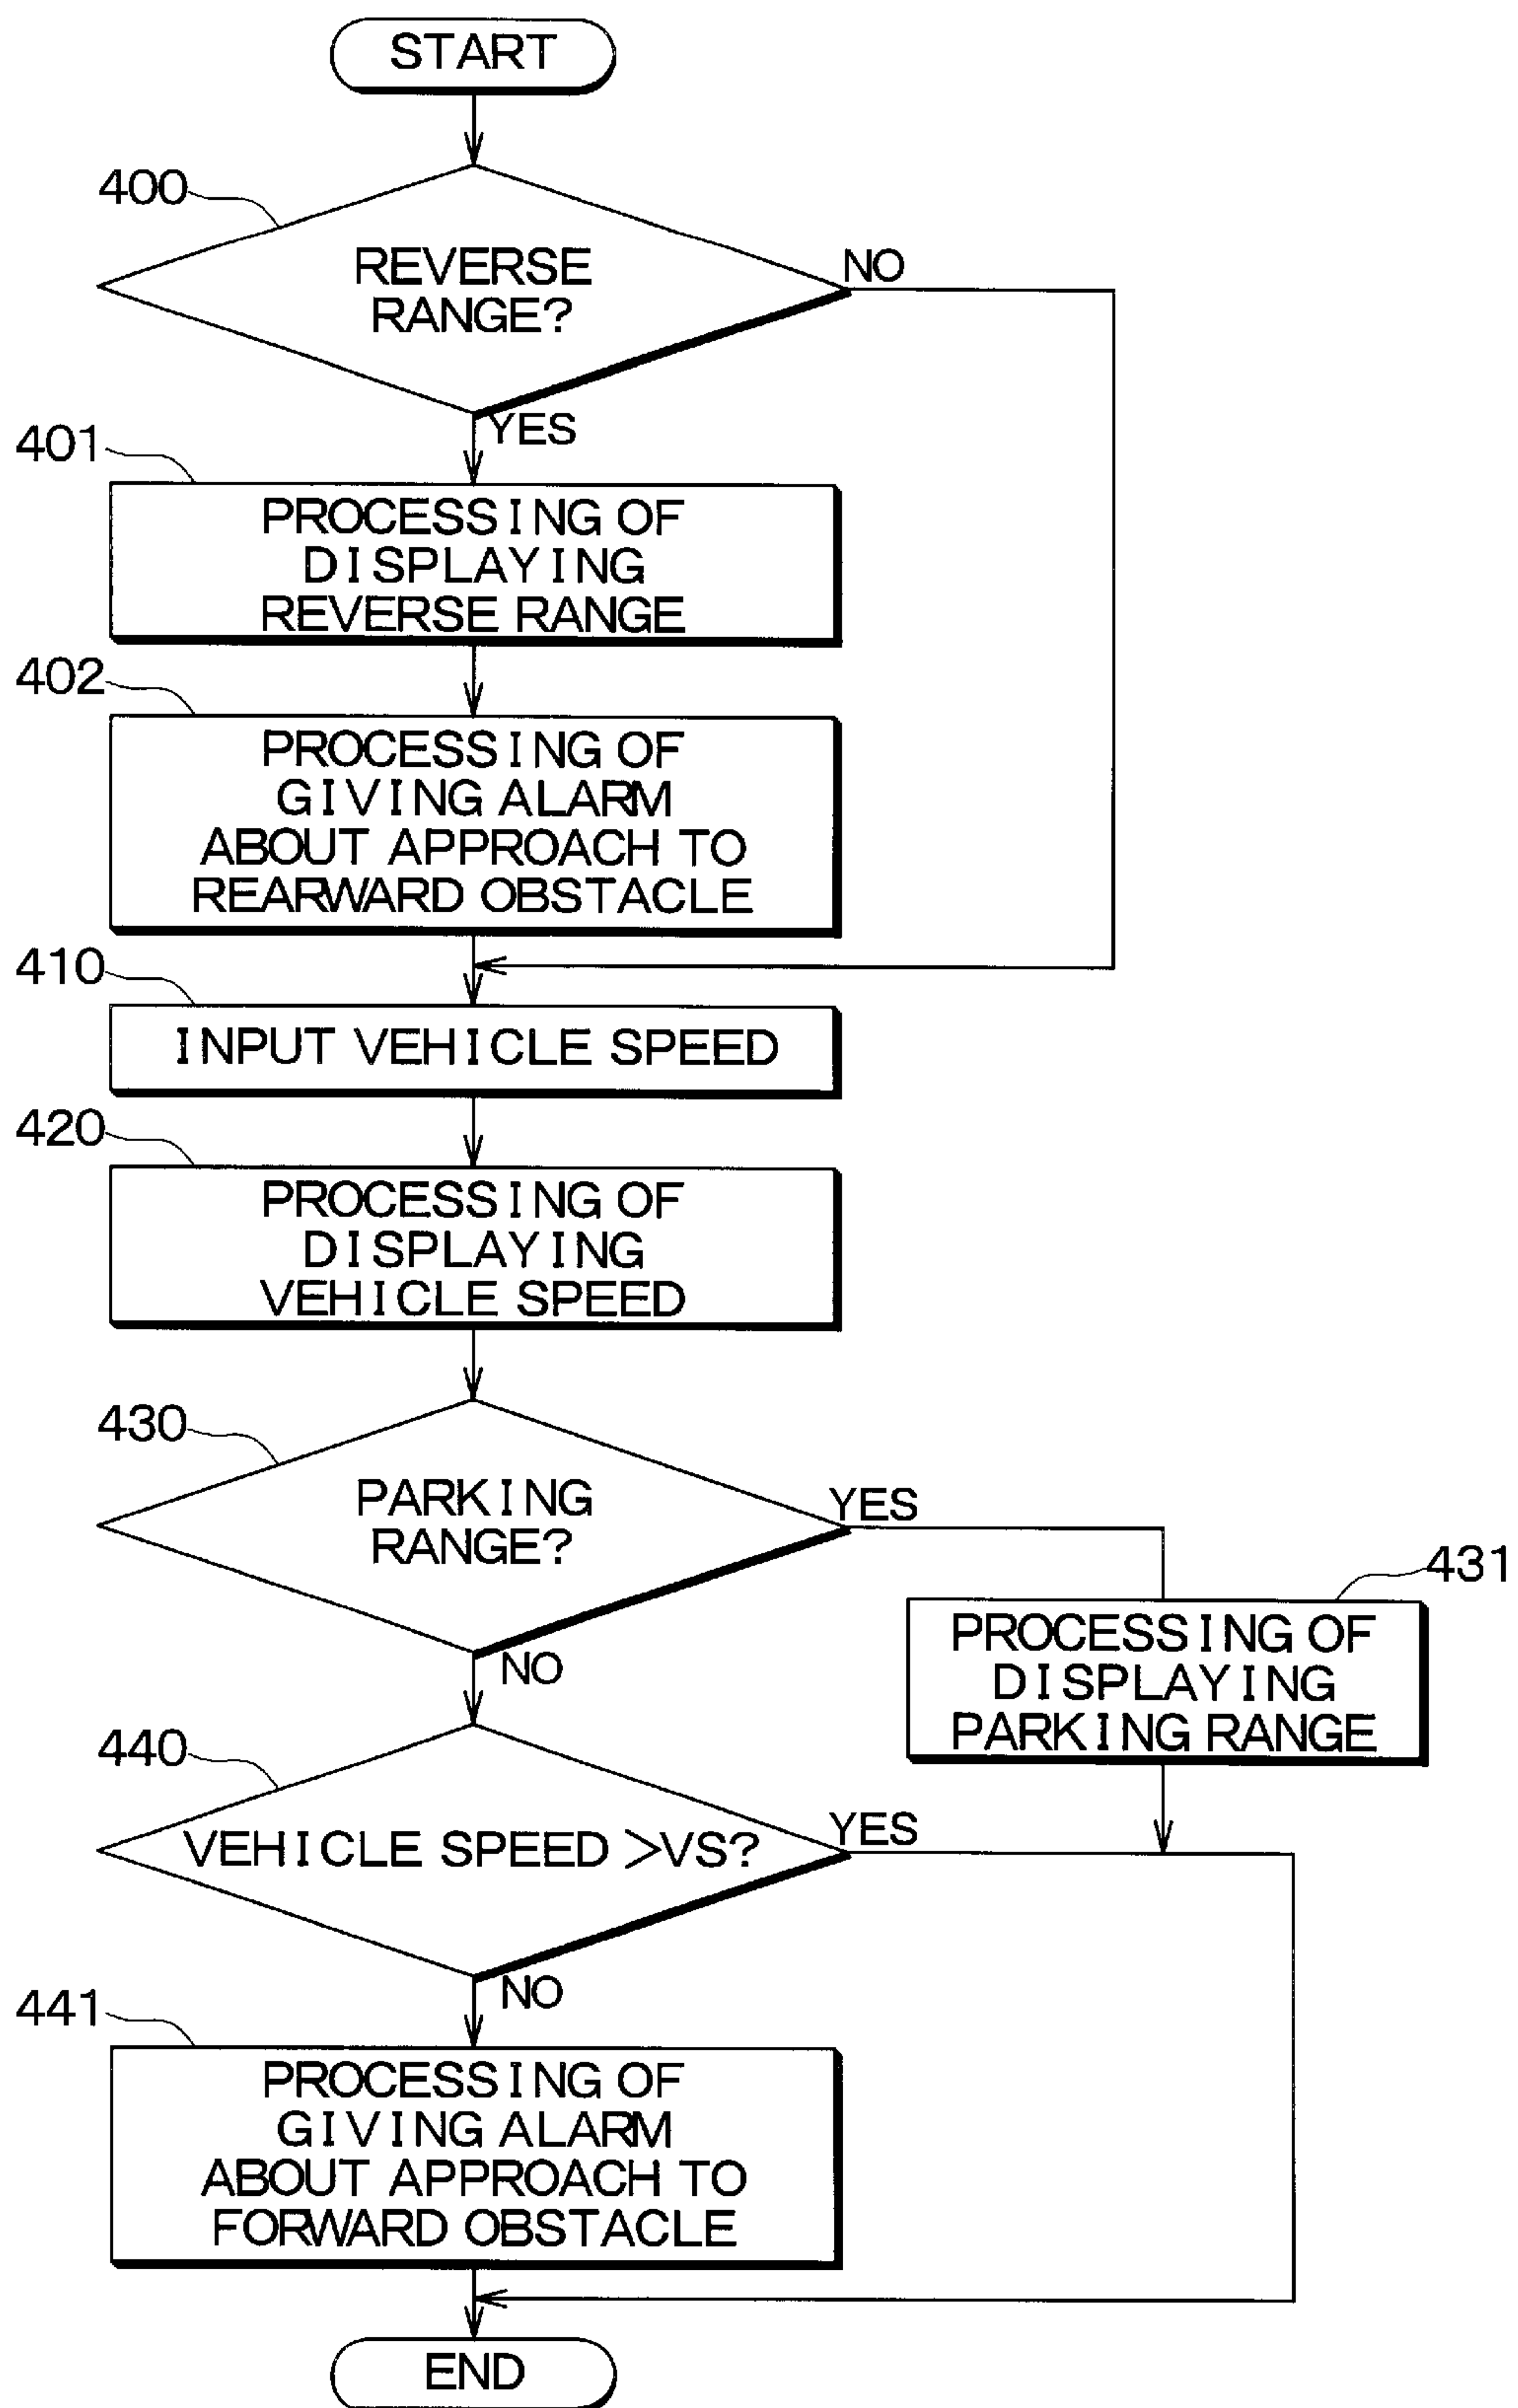 START
400
REVERSE
RANGE?
NO
YES
401
PROCESSING OF
DISPLAYING
REVERSE RANGE
402
PROCESSING OF
GIVING ALARM
ABOUT APPROACH TO
REARWARD OBSTACLE
410
INPUT VEHICLE SPEED
420
PROCESSING OF
DISPLAYING
VEHICLE SPEED
430
PARKING
RANGE?
YES
NO
431
PROCESSING OF
DISPLAYING
PARKING RANGE
440
VEHICLE SPEED >VS?
YES
NO
441
PROCESSING OF
GIVING ALARM
ABOUT APPROACH TO
FORWARD OBSTACLE
END